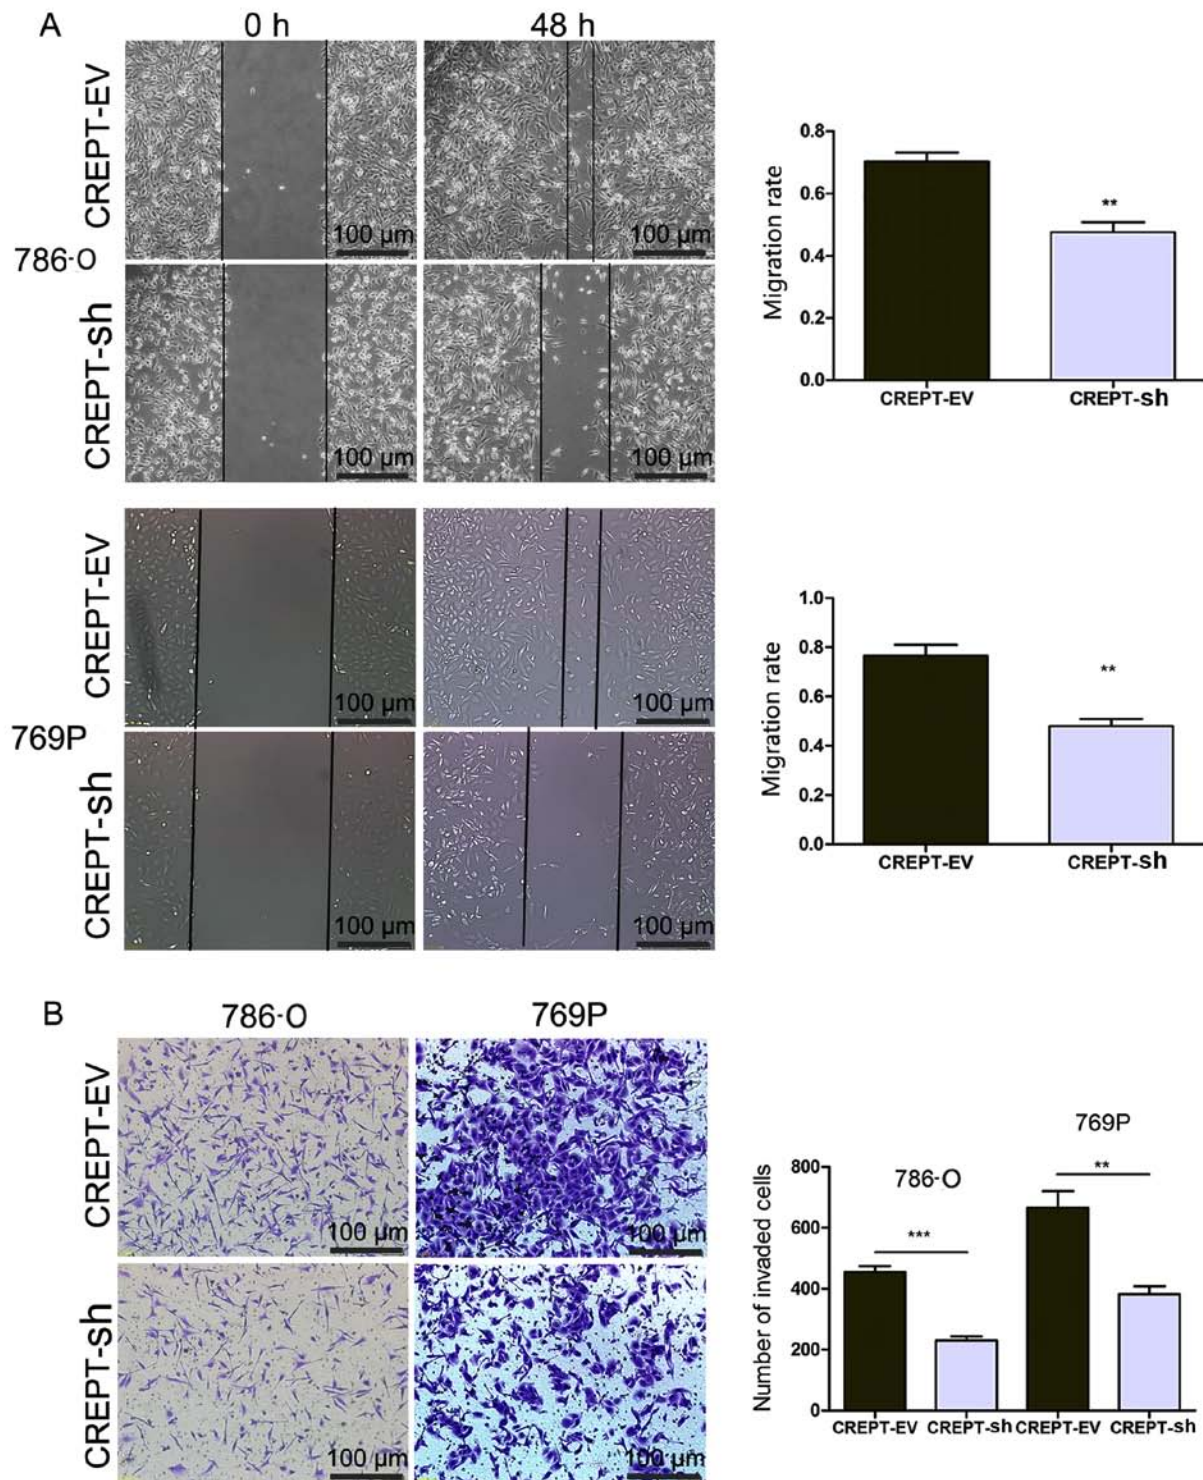 A
0 h
48 h
CREPT-EV
100 µm
100 µm
786-O
CREPT-sh
100 µm
100 µm
0.8
0.6
0.4
0.2
0.0
Migration rate
**
CREPT-EV
CREPT-sh
CREPT-EV
100 µm
100 µm
769P
CREPT-sh
100 µm
100 µm
1.0
0.8
0.6
0.4
0.2
0.0
Migration rate
**
CREPT-EV
CREPT-sh
B
786-O
769P
CREPT-EV
100 µm
100 µm
CREPT-sh
100 µm
100 µm
769P
786-O
800
600
400
200
0
Number of invaded cells
***
**
CREPT-EV
CREPT-sh
CREPT-EV
CREPT-sh